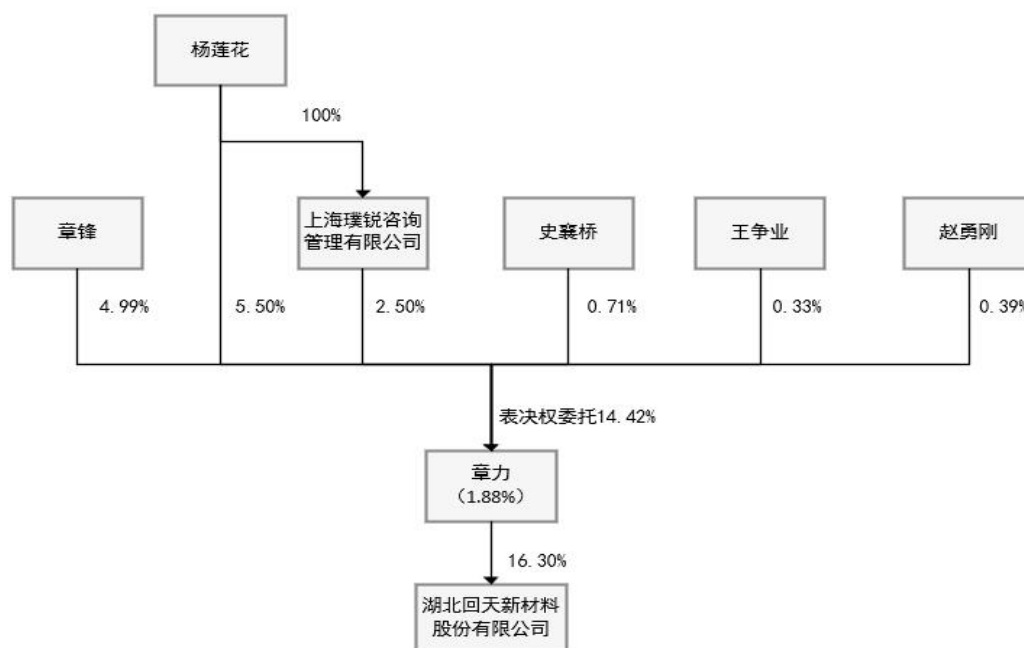 杨莲花
100%
章锋
上海璞锐咨询
管理有限公司
史襄桥
王争业
赵勇刚
4.99%
5.50%
2.50%
0.71%
0.33%
0.39%
表决权委托14.42%
章力
（1.88%）
16.30%
湖北回天新材料
股份有限公司